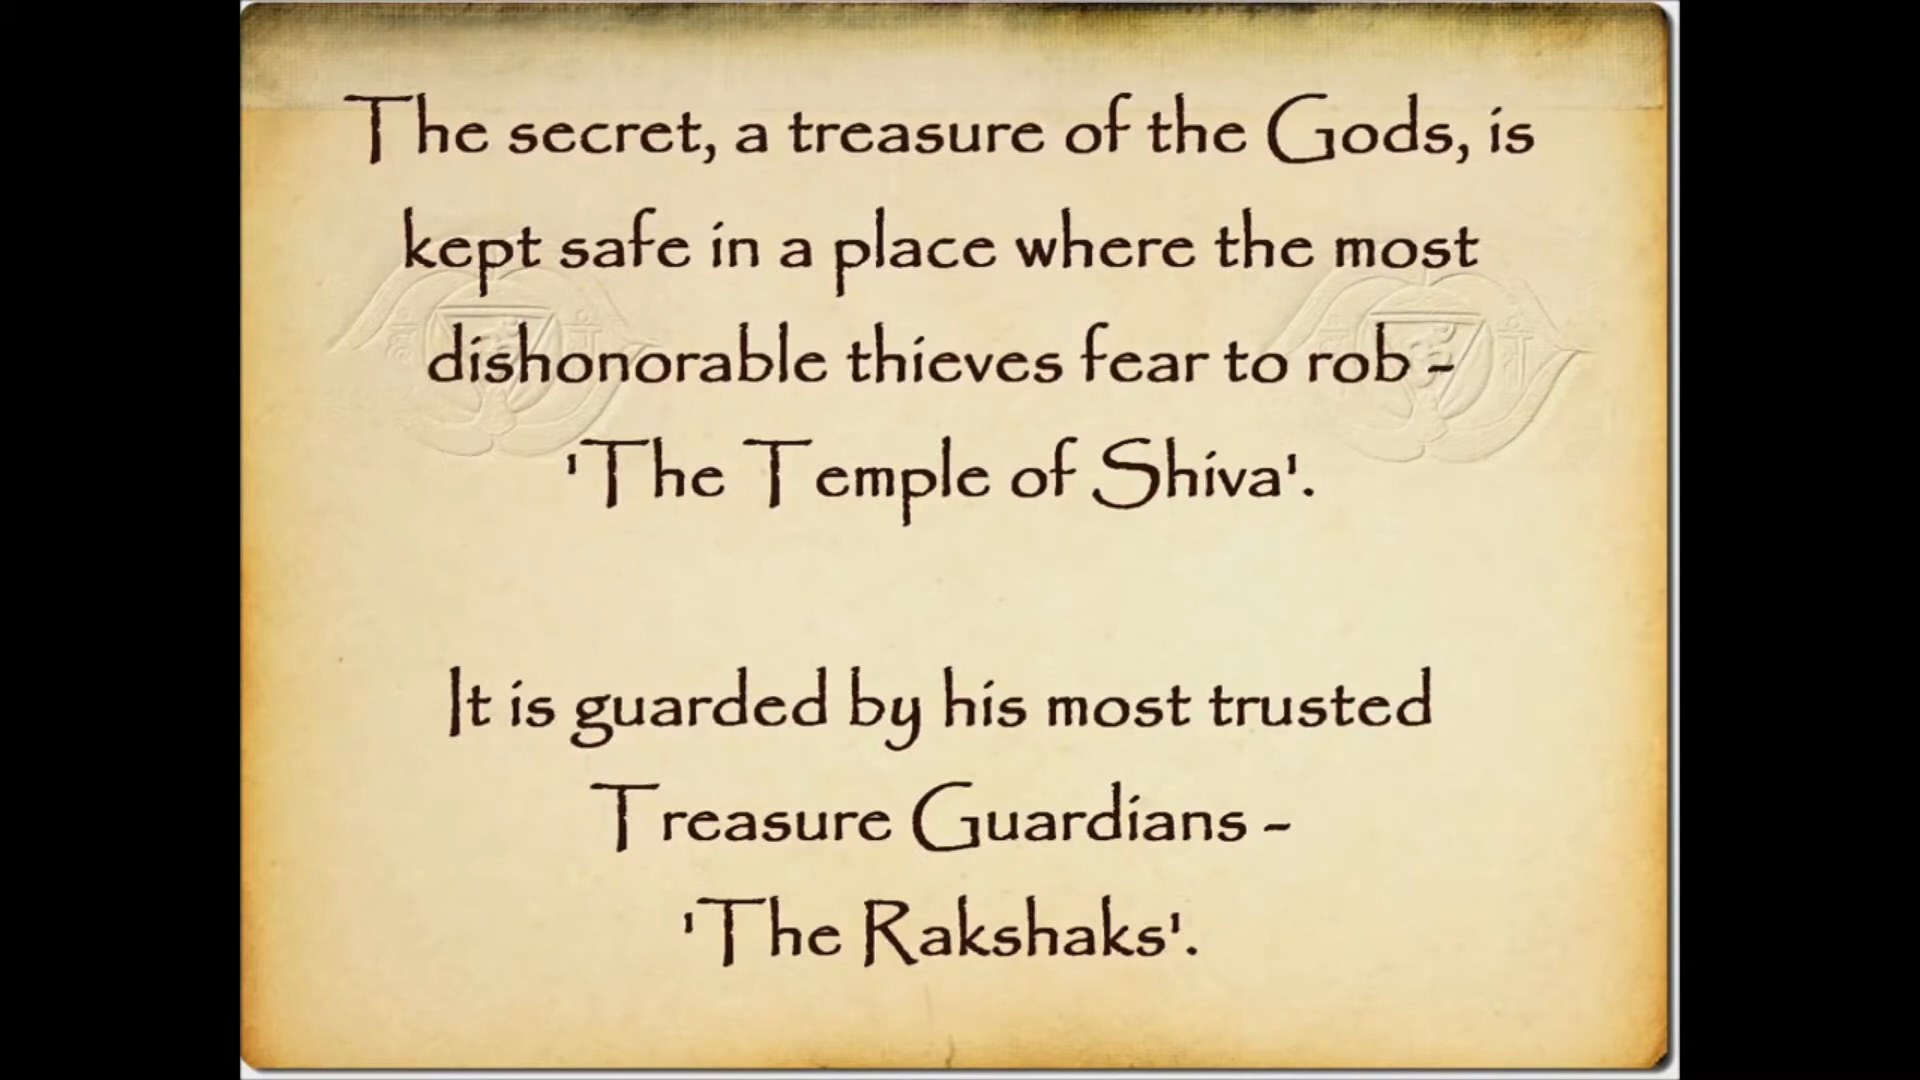 The secret, a treasure of the Gods, is
kept safe in a place where the most
dishonorable thieves fear to rob -
'The Temple of Shiva'.
It is guarded by his most trusted
Treasure Guardians -
'The Rakshaks'.